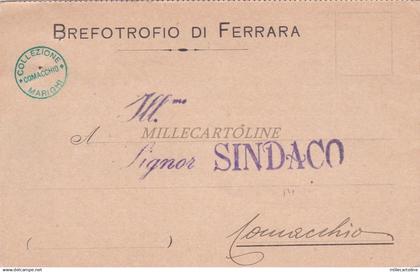 BREFOTROFIO DI FERRARA
COLLEZIONE
COMACCHIO
MARIGHI
Ill.mo
A MILLECARTOLINE
Signor SINDACO
Comacchio
( )